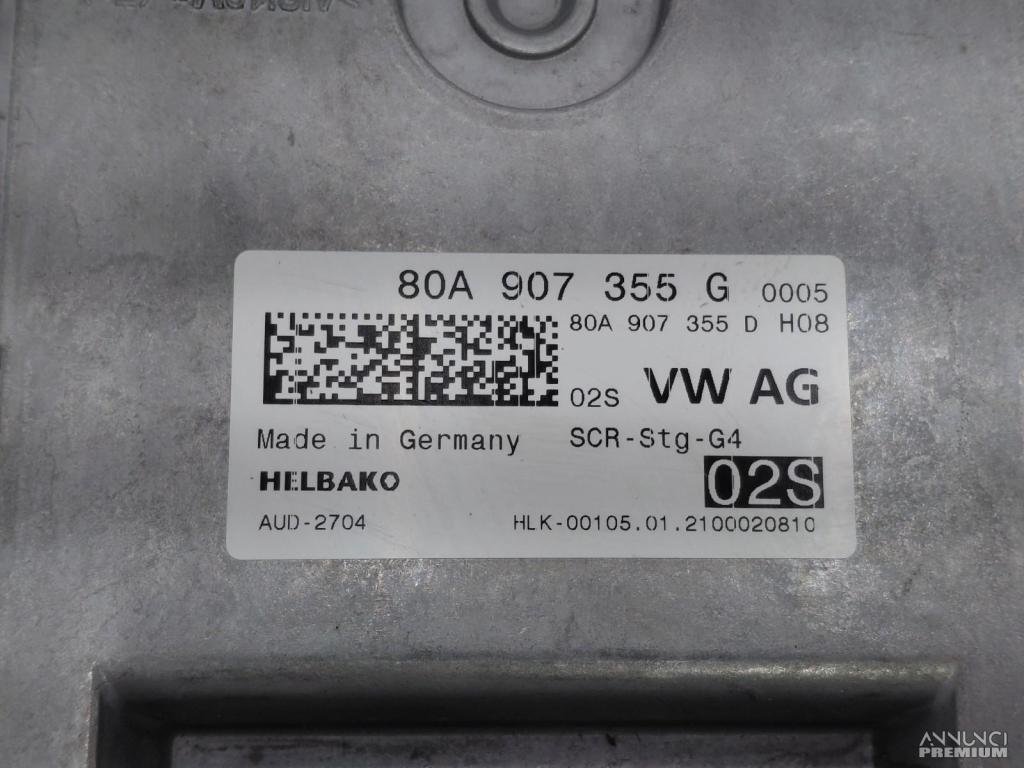 80A 907 355 G 0005
80A 907 355 D H08
02S VW AG
Made in Germany SCR-Stg-G4
HELBAKO 02S
AUD-2704 HLK-00105.01.2100020810
ANNUNCI
PREMIUM